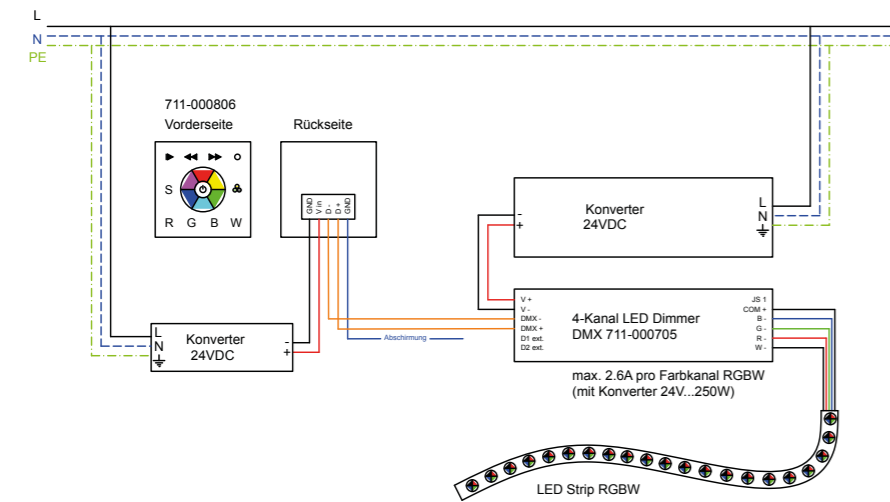 L
N
PE
711-000806
Vorderseite
Rückseite
S
R G B W
GND
V in
D -
D +
GND
Konverter
24VDC
-
+
L
N
V +
V -
DMX -
DMX +
D1 ext.
D2 ext.
4-Kanal LED Dimmer
DMX 711-000705
JS 1
COM +
B -
G -
R -
W -
L
N
Konverter
24VDC
-
+
Abschirmung
max. 2.6A pro Farbkanal RGBW
(mit Konverter 24V...250W)
LED Strip RGBW